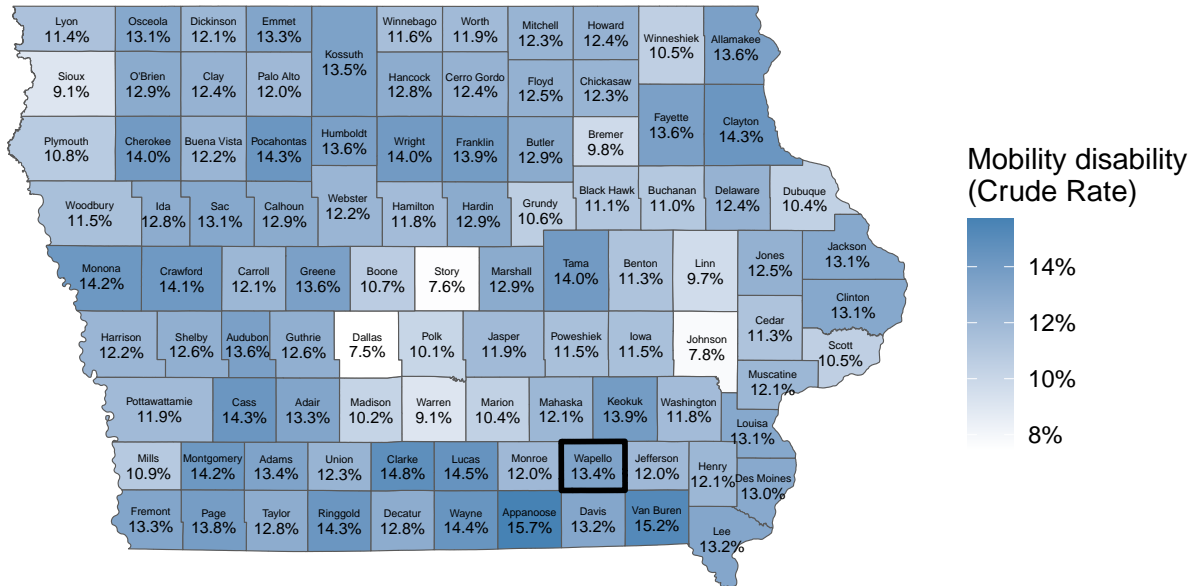 Lyon
11.4%
Osceola
13.1%
Dickinson
12.1%
Emmet
13.3%
Kossuth
13.5%
Winnebago
11.6%
Worth
11.9%
Mitchell
12.3%
Howard
12.4%
Winneshiek
10.5%
Allamakee
13.6%
Sioux
9.1%
O'Brien
12.9%
Clay
12.4%
Palo Alto
12.0%
Hancock
12.8%
Cerro Gordo
12.4%
Floyd
12.5%
Chickasaw
12.3%
Fayette
13.6%
Clayton
14.3%
Plymouth
10.8%
Cherokee
14.0%
Buena Vista
12.2%
Pocahontas
14.3%
Humboldt
13.6%
Wright
14.0%
Franklin
13.9%
Butler
12.9%
Bremer
9.8%
Woodbury
11.5%
Ida
12.8%
Sac
13.1%
Calhoun
12.9%
Webster
12.2%
Hamilton
11.8%
Hardin
12.9%
Grundy
10.6%
Black Hawk
11.1%
Buchanan
11.0%
Delaware
12.4%
Dubuque
10.4%
Monona
14.2%
Crawford
14.1%
Carroll
12.1%
Greene
13.6%
Boone
10.7%
Story
7.6%
Marshall
12.9%
Tama
14.0%
Benton
11.3%
Linn
9.7%
Jones
12.5%
Jackson
13.1%
Clinton
13.1%
Harrison
12.2%
Shelby
12.6%
Audubon
13.6%
Guthrie
12.6%
Dallas
7.5%
Polk
10.1%
Jasper
11.9%
Poweshiek
11.5%
Iowa
11.5%
Johnson
7.8%
Cedar
11.3%
Scott
10.5%
Muscatine
12.1%
Pottawattamie
11.9%
Cass
14.3%
Adair
13.3%
Madison
10.2%
Warren
9.1%
Marion
10.4%
Mahaska
12.1%
Keokuk
13.9%
Washington
11.8%
Louisa
13.1%
Mills
10.9%
Montgomery
14.2%
Adams
13.4%
Union
12.3%
Clarke
14.8%
Lucas
14.5%
Monroe
12.0%
Wapello
13.4%
Jefferson
12.0%
Henry
12.1%
Des Moines
13.0%
Fremont
13.3%
Page
13.8%
Taylor
12.8%
Ringgold
14.3%
Decatur
12.8%
Wayne
14.4%
Appanoose
15.7%
Davis
13.2%
Van Buren
15.2%
Lee
13.2%
Mobility disability
(Crude Rate)
14%
12%
10%
8%